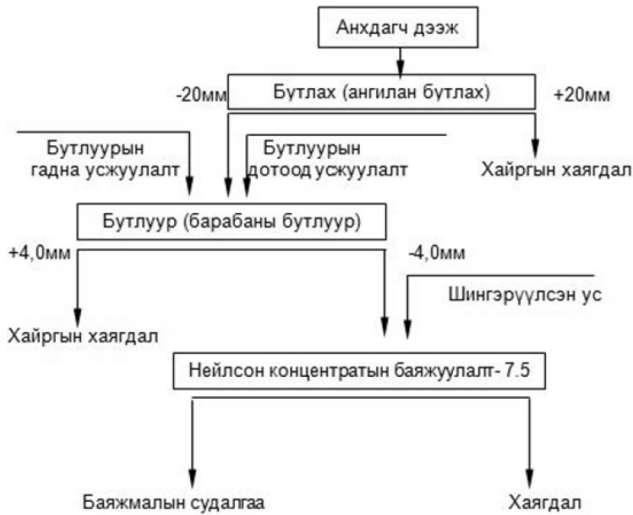 Анхдагч дээж
-20мм
Бутлах (ангилан бутлах)
+20мм
Бутлуурын
гадна усжуулалт
Бутлуурын
дотоод усжуулалт
Хайргын хаягдал
Бутлуур (барабаны бутлуур)
+4,0мм
-4,0мм
Шингэрүүлсэн ус
Хайргын хаягдал
Нейлсон концентратын баяжуулалт- 7.5
Баяжмалын судалгаа
Хаягдал